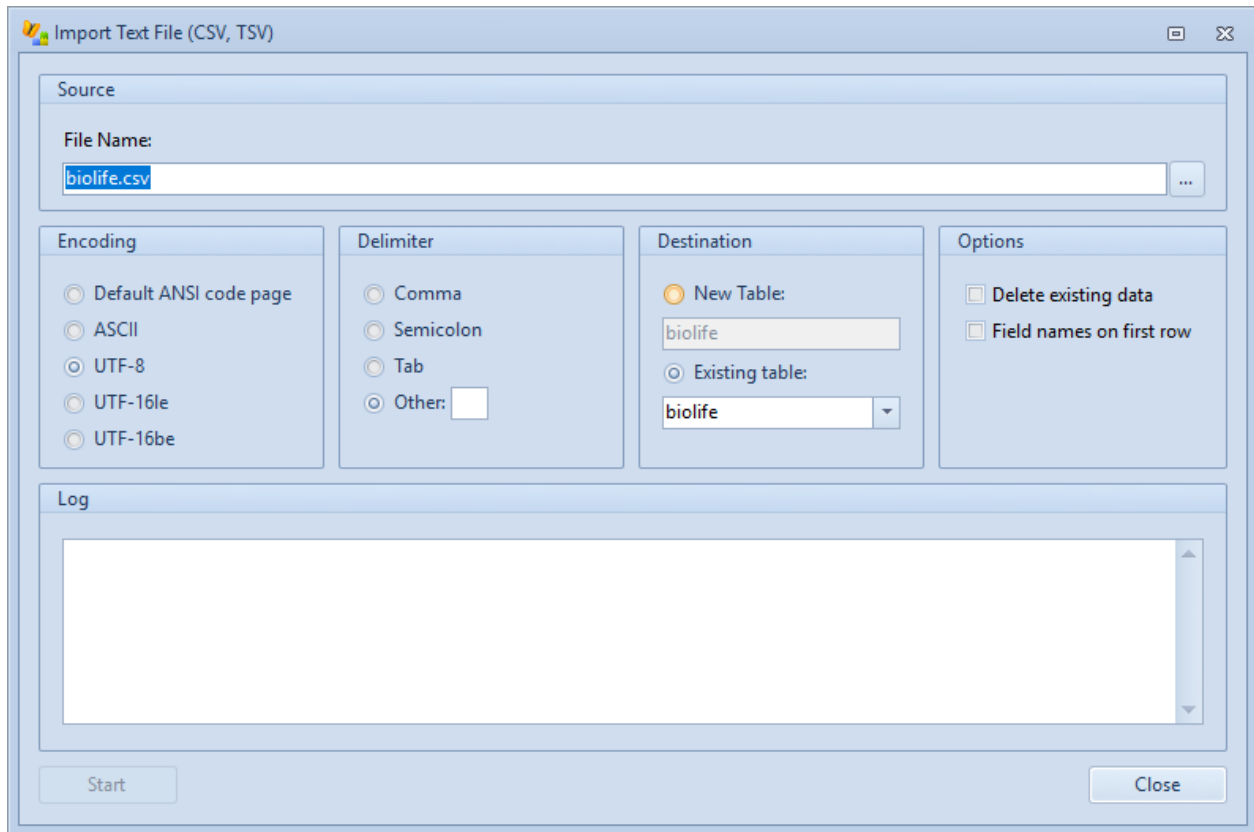 Import Text File (CSV, TSV)
Source
File Name:
biolife.csv
...
Encoding
Default ANSI code page
ASCII
UTF-8
UTF-16le
UTF-16be
Delimiter
Comma
Semicolon
Tab
Other:
Destination
New Table:
biolife
Existing table:
biolife
Options
Delete existing data
Field names on first row
Log
Start
Close